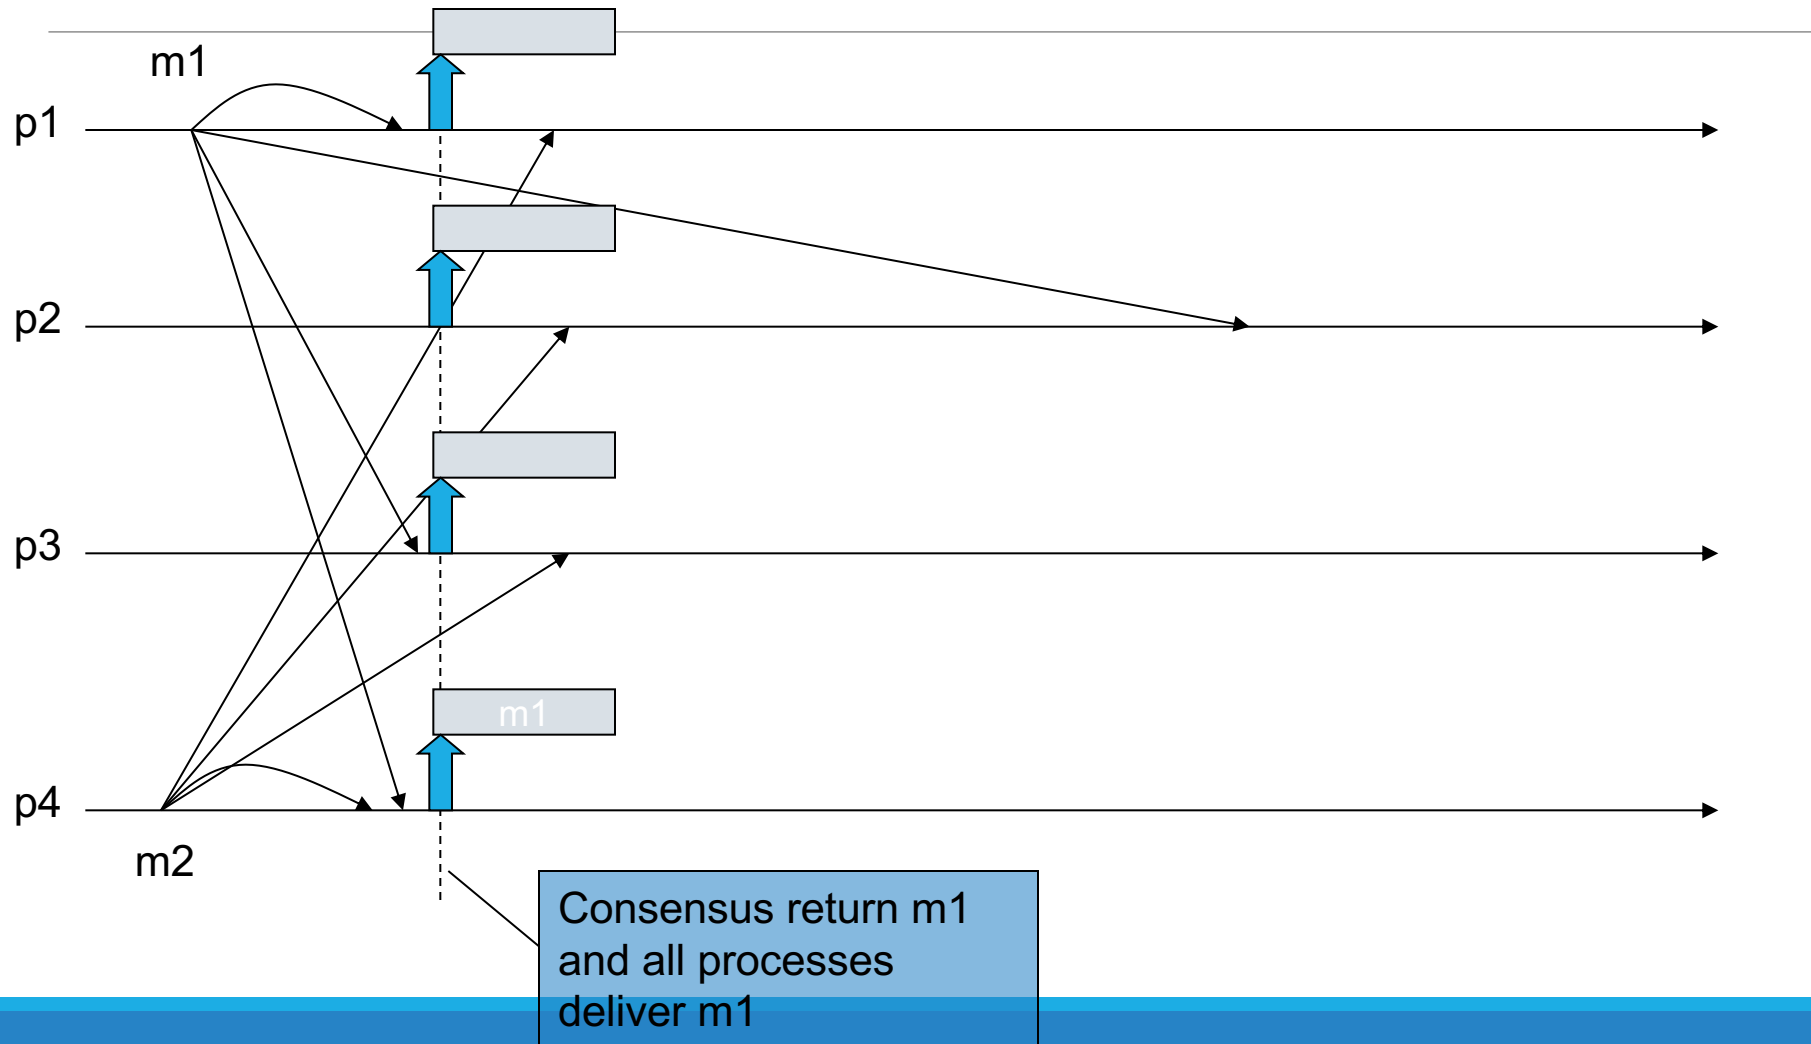 m1
p1
p2
p3
m1
p4
m2
Consensus return m1
and all processes
deliver m1